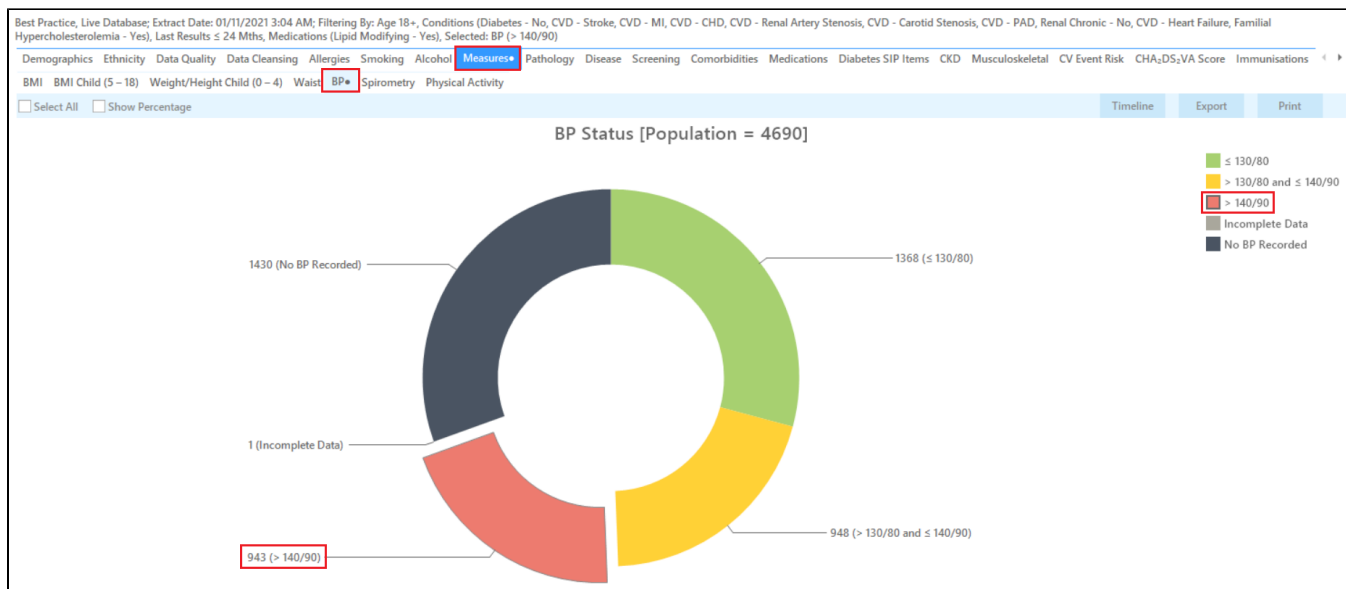 Best Practice, Live Database; Extract Date: 01/11/2021 3:04 AM; Filtering By: Age 18+, Conditions (Diabetes - No, CVD - Stroke, CVD - MI, CVD - CHD, CVD - Renal Artery Stenosis, CVD - Carotid Stenosis, CVD - PAD, Renal Chronic - No, CVD - Heart Failure, Familial
Hypercholesterolemia - Yes), Last Results ≤ 24 Mths, Medications (Lipid Modifying - Yes), Selected: BP (> 140/90)
Demographics Ethnicity Data Quality Data Cleansing Allergies Smoking Alcohol Measures• Pathology Disease Screening Comorbidities Medications Diabetes SIP Items CKD Musculoskeletal CV Event Risk CHA₂DS₂VA Score Immunisations
BMI BMI Child (5 – 18) Weight/Height Child (0 – 4) Waist BP• Spirometry Physical Activity
Select All Show Percentage Timeline Export Print
BP Status [Population = 4690]
≤ 130/80
> 130/80 and ≤ 140/90
> 140/90
Incomplete Data
No BP Recorded
1430 (No BP Recorded)
1368 (≤ 130/80)
1 (Incomplete Data)
948 (> 130/80 and ≤ 140/90)
943 (> 140/90)